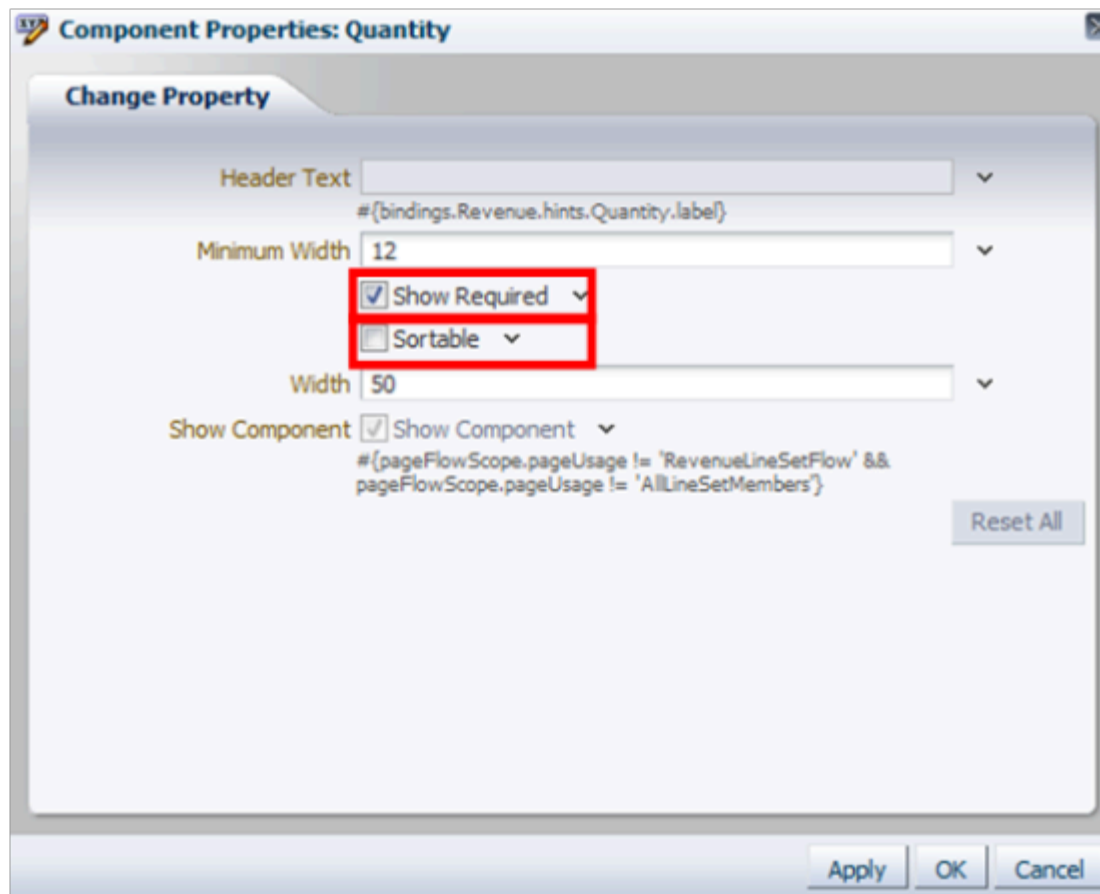 Component Properties: Quantity
Change Property
Header Text
#{bindings.Revenue.hints.Quantity.label}
Minimum Width 12
Show Required
Sortable
Width 50
Show Component Show Component
#{pageFlowScope.pageUsage != 'RevenueLineSetFlow' &&
pageFlowScope.pageUsage != 'AllLineSetMembers'}
Reset All
Apply OK Cancel